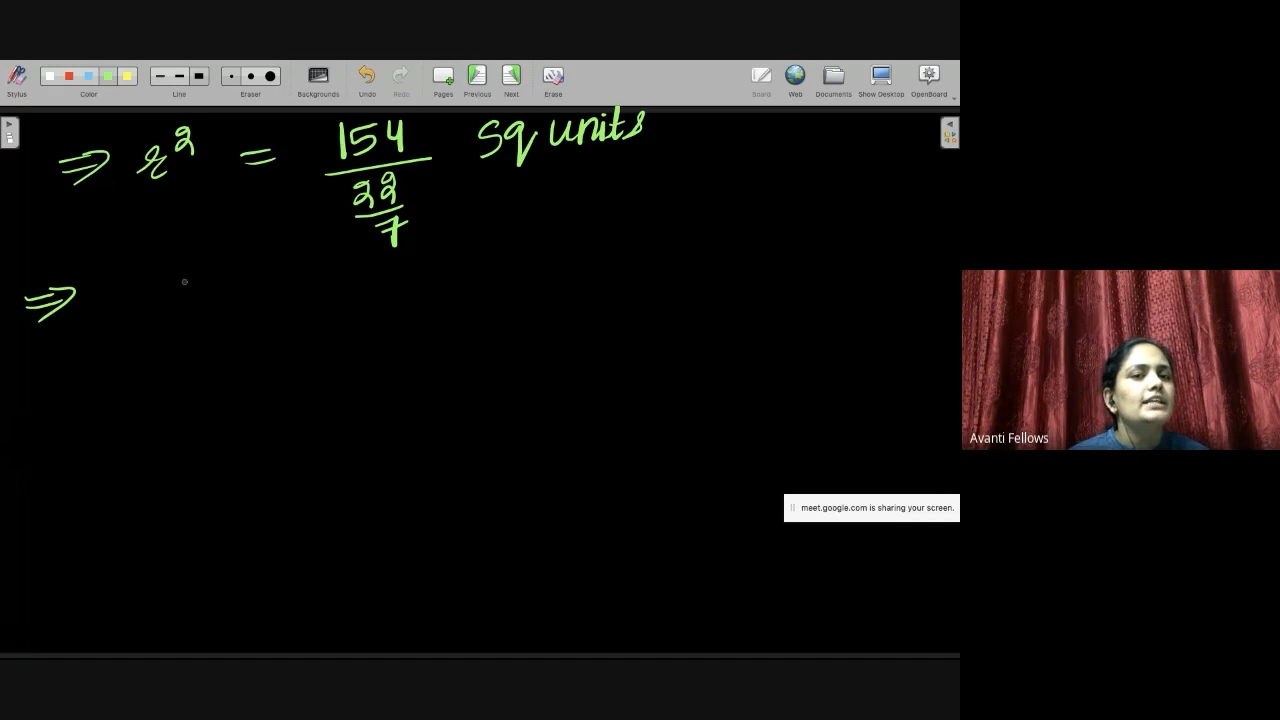 Stylus Color Line Eraser Backgrounds Undo Redo Pages Previous Next Erase Board Web Documents Show Desktop OpenBoard
⇒ r² = 154 / (22/7) Sq units
⇒
Avanti Fellows
meet.google.com is sharing your screen.